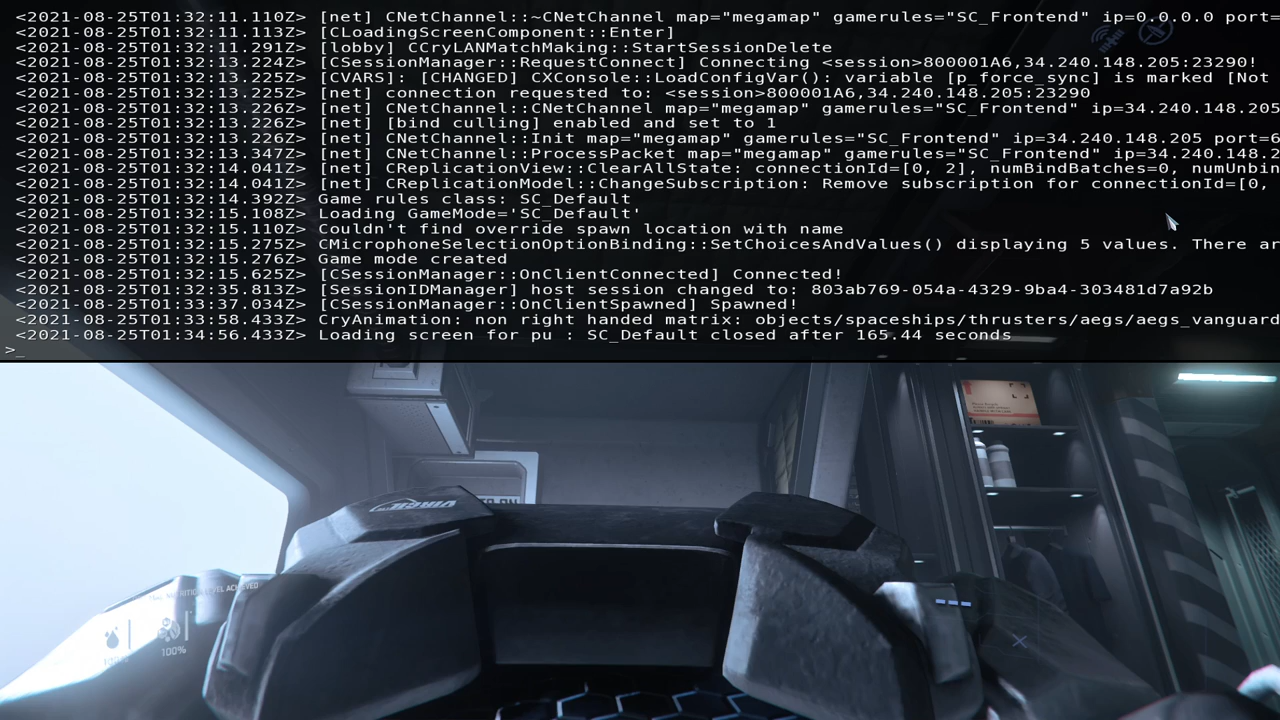 <2021-08-25T01:32:11.110Z> [net] CNetChannel::~CNetChannel map="megamap" gamerules="SC_Frontend" ip=0.0.0.0 port=
<2021-08-25T01:32:11.113Z> [CLoadingScreenComponent::Enter]
<2021-08-25T01:32:11.291Z> [lobby] CCryLANMatchMaking::StartSessionDelete
<2021-08-25T01:32:13.224Z> [CSessionManager::RequestConnect] Connecting <session>800001A6,34.240.148.205:23290!
<2021-08-25T01:32:13.225Z> [CVARS]: [CHANGED] CXConsole::LoadConfigVar(): variable [p_force_sync] is marked [Not
<2021-08-25T01:32:13.225Z> [net] connection requested to: <session>800001A6,34.240.148.205:23290
<2021-08-25T01:32:13.226Z> [net] CNetChannel::CNetChannel map="megamap" gamerules="SC_Frontend" ip=34.240.148.205
<2021-08-25T01:32:13.226Z> [net] [bind culling] enabled and set to 1
<2021-08-25T01:32:13.226Z> [net] CNetChannel::Init map="megamap" gamerules="SC_Frontend" ip=34.240.148.205 port=6
<2021-08-25T01:32:13.347Z> [net] CNetChannel::ProcessPacket map="megamap" gamerules="SC_Frontend" ip=34.240.148.2
<2021-08-25T01:32:14.041Z> [net] CReplicationView::ClearAllState: connectionId=[0, 2], numBindBatches=0, numUnbin
<2021-08-25T01:32:14.041Z> [net] CReplicationModel::ChangeSubscription: Remove subscription for connectionId=[0,
<2021-08-25T01:32:14.392Z> Game rules class: SC_Default
<2021-08-25T01:32:15.108Z> Loading GameMode='SC_Default'
<2021-08-25T01:32:15.110Z> Couldn't find override spawn location with name
<2021-08-25T01:32:15.275Z> CMicrophoneSelectionOptionBinding::SetChoicesAndValues() displaying 5 values. There ar
<2021-08-25T01:32:15.276Z> Game mode created
<2021-08-25T01:32:15.625Z> [CSessionManager::OnClientConnected] Connected!
<2021-08-25T01:32:35.813Z> [SessionIDManager] host session changed to: 803ab769-054a-4329-9ba4-303481d7a92b
<2021-08-25T01:33:37.034Z> [CSessionManager::OnClientSpawned] Spawned!
<2021-08-25T01:33:58.433Z> CryAnimation: non right handed matrix: objects/spaceships/thrusters/aegs/aegs_vanguard
<2021-08-25T01:34:56.433Z> Loading screen for pu : SC_Default closed after 165.44 seconds
>_
VIRGIL
LEVEL ACHIEVED
100%